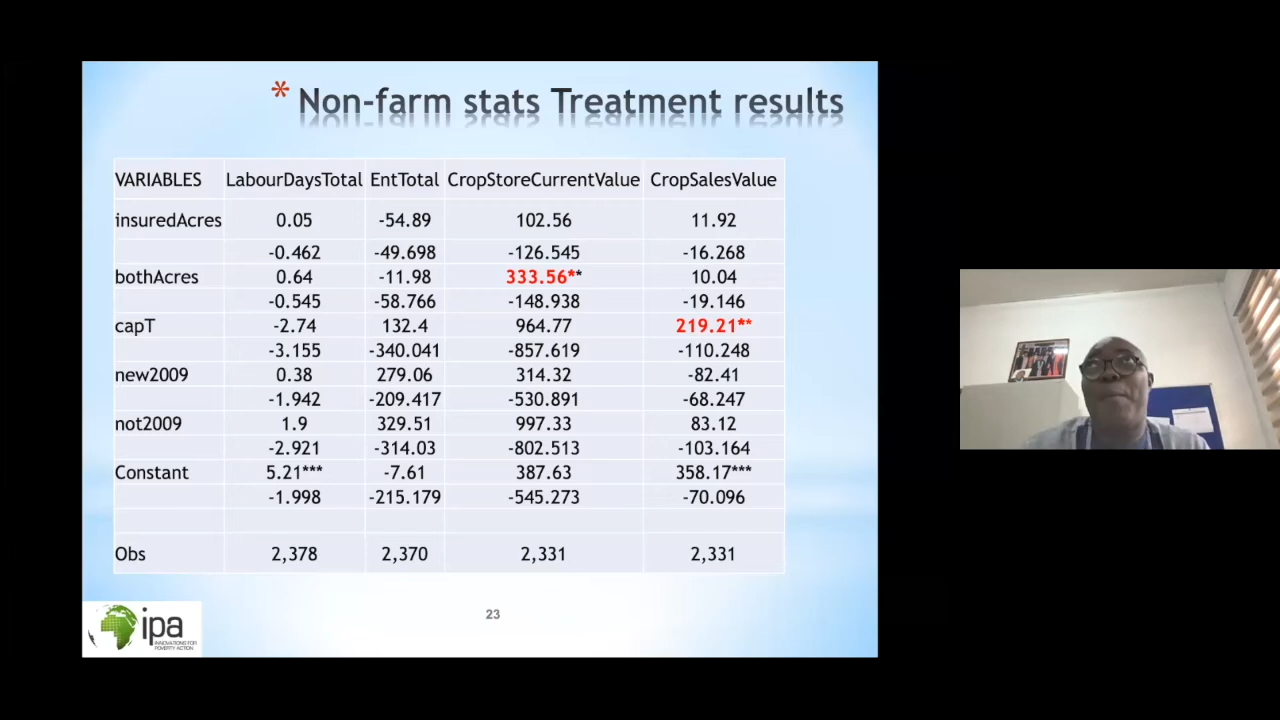 * Non-farm stats Treatment results
VARIABLES LabourDaysTotal EntTotal CropStoreCurrentValue CropSalesValue
insuredAcres 0.05 -54.89 102.56 11.92
-0.462 -49.698 -126.545 -16.268
bothAcres 0.64 -11.98 333.56** 10.04
-0.545 -58.766 -148.938 -19.146
capT -2.74 132.4 964.77 219.21**
-3.155 -340.041 -857.619 -110.248
new2009 0.38 279.06 314.32 -82.41
-1.942 -209.417 -530.891 -68.247
not2009 1.9 329.51 997.33 83.12
-2.921 -314.03 -802.513 -103.164
Constant 5.21*** -7.61 387.63 358.17***
-1.998 -215.179 -545.273 -70.096
Obs 2,378 2,370 2,331 2,331
23
ipa
INNOVATIONS FOR
POVERTY ACTION